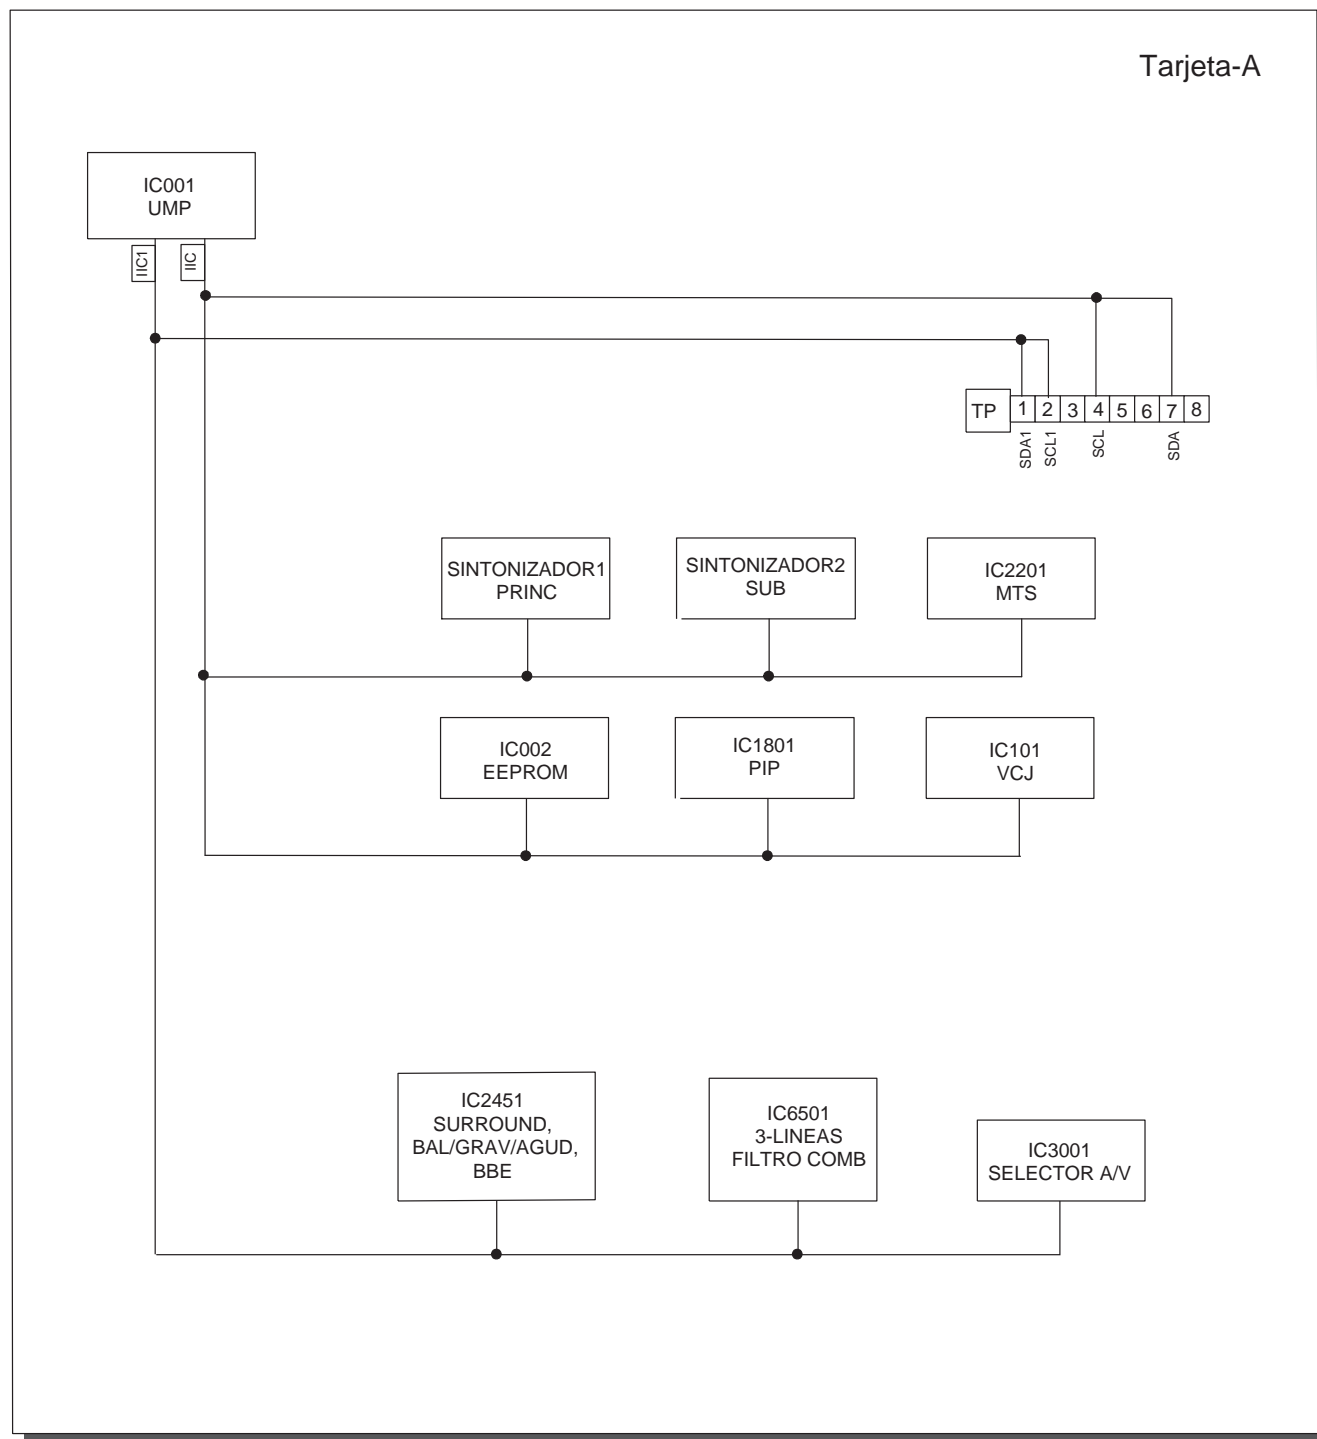 Tarjeta-A
IC001
UMP
IIC1
IIC
TP
1 2 3 4 5 6 7 8
SDA1
SCL1
SCL
SDA
SINTONIZADOR1
PRINC
SINTONIZADOR2
SUB
IC2201
MTS
IC002
EEPROM
IC1801
PIP
IC101
VCJ
IC2451
SURROUND,
BAL/GRAV/AGUD,
BBE
IC6501
3-LINEAS
FILTRO COMB
IC3001
SELECTOR A/V